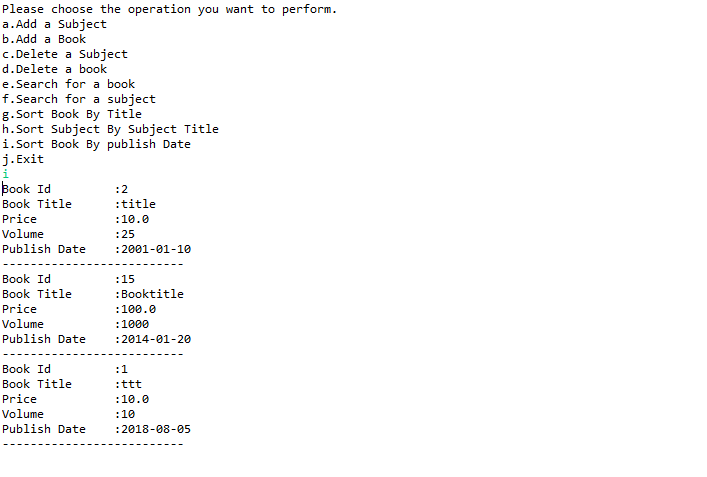 Please choose the operation you want to perform.
a.Add a Subject
b.Add a Book
c.Delete a Subject
d.Delete a book
e.Search for a book
f.Search for a subject
g.Sort Book By Title
h.Sort Subject By Subject Title
i.Sort Book By publish Date
j.Exit
i
Book Id         :2
Book Title      :title
Price           :10.0
Volume          :25
Publish Date    :2001-01-10
--------------------------
Book Id         :15
Book Title      :Booktitle
Price           :100.0
Volume          :1000
Publish Date    :2014-01-20
--------------------------
Book Id         :1
Book Title      :ttt
Price           :10.0
Volume          :10
Publish Date    :2018-08-05
--------------------------